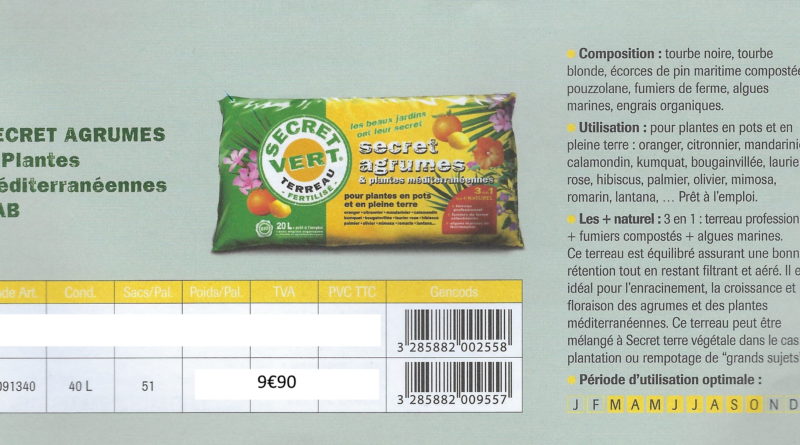 ECRET AGRUMES
Plantes
éditerranéennes
AB
les beaux jardins
ont leur secret
SECRET
VERT
TERREAU
FERTILISÉ
secret
agrumes
& plantes méditerranéennes
pour plantes en pots
et en pleine terre
3 en 1
20L
de Art. Cond. Sacs/Pal. Poids/Pal. TVA PVC TTC Gencods
3 285882 002558
091340 40 L 51 9€90
3 285882 009557
Composition : tourbe noire, tourbe
blonde, écorces de pin maritime compostée
pouzzolane, fumiers de ferme, algues
marines, engrais organiques.
Utilisation : pour plantes en pots et en
pleine terre : oranger, citronnier, mandarinie
calamondin, kumquat, bougainvillée, laurie
rose, hibiscus, palmier, olivier, mimosa,
romarin, lantana, … Prêt à l'emploi.
Les + naturel : 3 en 1 : terreau profession
+ fumiers compostés + algues marines.
Ce terreau est équilibré assurant une bonn
rétention tout en restant filtrant et aéré. Il e
idéal pour l'enracinement, la croissance et
floraison des agrumes et des plantes
méditerranéennes. Ce terreau peut être
mélangé à Secret terre végétale dans le cas
plantation ou rempotage de "grands sujets
Période d'utilisation optimale :
J F M A M J J A S O N D